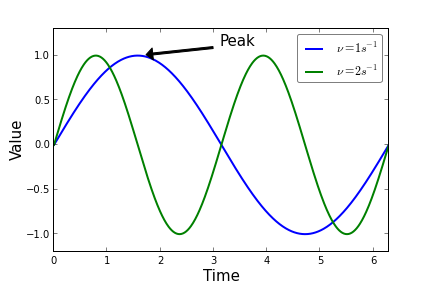 Peak
ν = 1s⁻¹
ν = 2s⁻¹
1.0
0.5
0.0
−0.5
−1.0
Value
0 1 2 3 4 5 6
Time